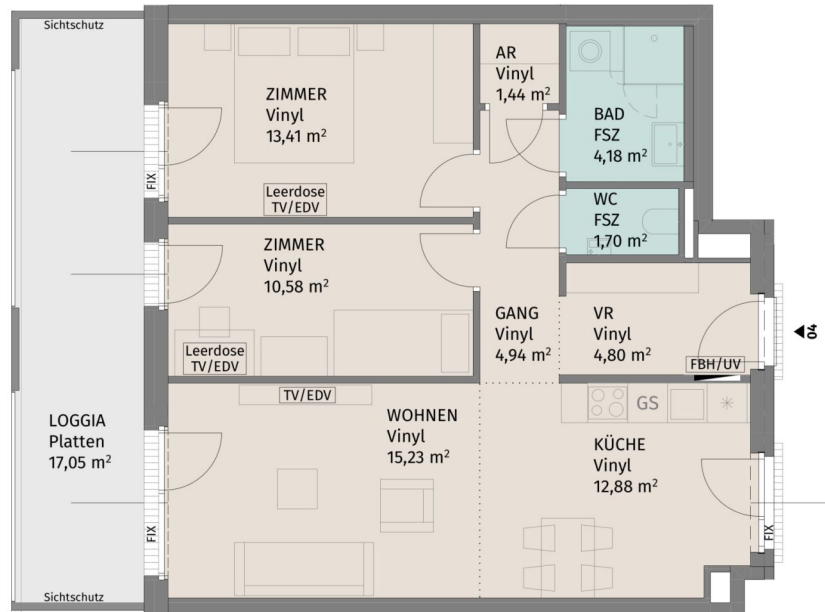 Sichtschutz
ZIMMER
Vinyl
13,41 m²
FIX
Leerdose
TV/EDV
AR
Vinyl
1,44 m²
BAD
FSZ
4,18 m²
WC
FSZ
1,70 m²
ZIMMER
Vinyl
10,58 m²
Leerdose
TV/EDV
GANG
Vinyl
4,94 m²
VR
Vinyl
4,80 m²
FBH/UV
04
LOGGIA
Platten
17,05 m²
TV/EDV
WOHNEN
Vinyl
15,23 m²
GS
KÜCHE
Vinyl
12,88 m²
FIX
FIX
Sichtschutz